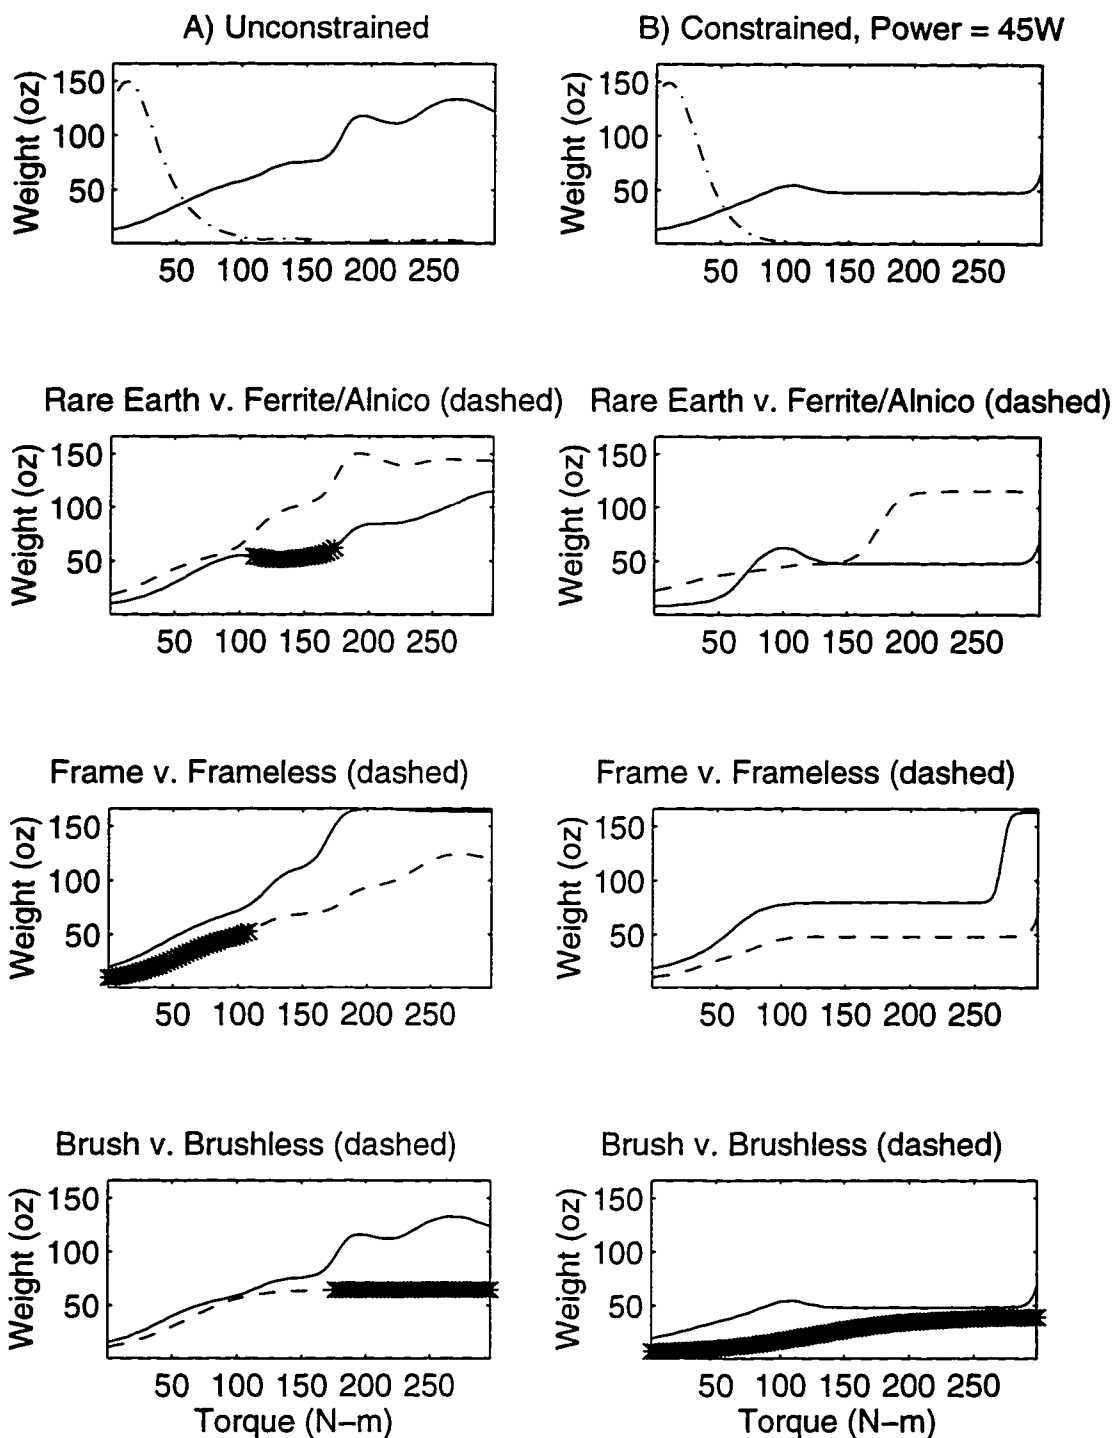 A) Unconstrained
B) Constrained, Power = 45W
Weight (oz)
150
100
50
50 100 150 200 250
Weight (oz)
150
100
50
50 100 150 200 250
Rare Earth v. Ferrite/Alnico (dashed)
Rare Earth v. Ferrite/Alnico (dashed)
Weight (oz)
150
100
50
50 100 150 200 250
Weight (oz)
150
100
50
50 100 150 200 250
Frame v. Frameless (dashed)
Frame v. Frameless (dashed)
Weight (oz)
150
100
50
50 100 150 200 250
Weight (oz)
150
100
50
50 100 150 200 250
Brush v. Brushless (dashed)
Brush v. Brushless (dashed)
Weight (oz)
150
100
50
50 100 150 200 250
Torque (N–m)
Weight (oz)
150
100
50
50 100 150 200 250
Torque (N–m)